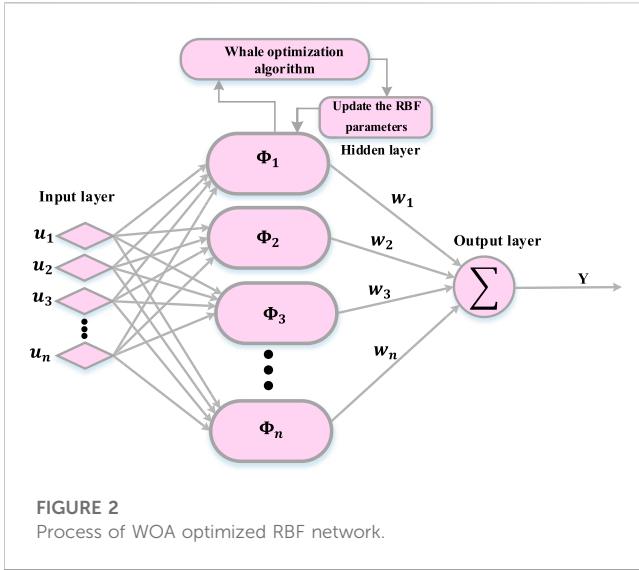 Whale optimization
algorithm
Update the RBF
parameters
Hidden layer
Input layer
Output layer
u₁
u₂
u₃
uₙ
Φ₁
Φ₂
Φ₃
Φₙ
w₁
w₂
w₃
wₙ
∑
Y
FIGURE 2
Process of WOA optimized RBF network.